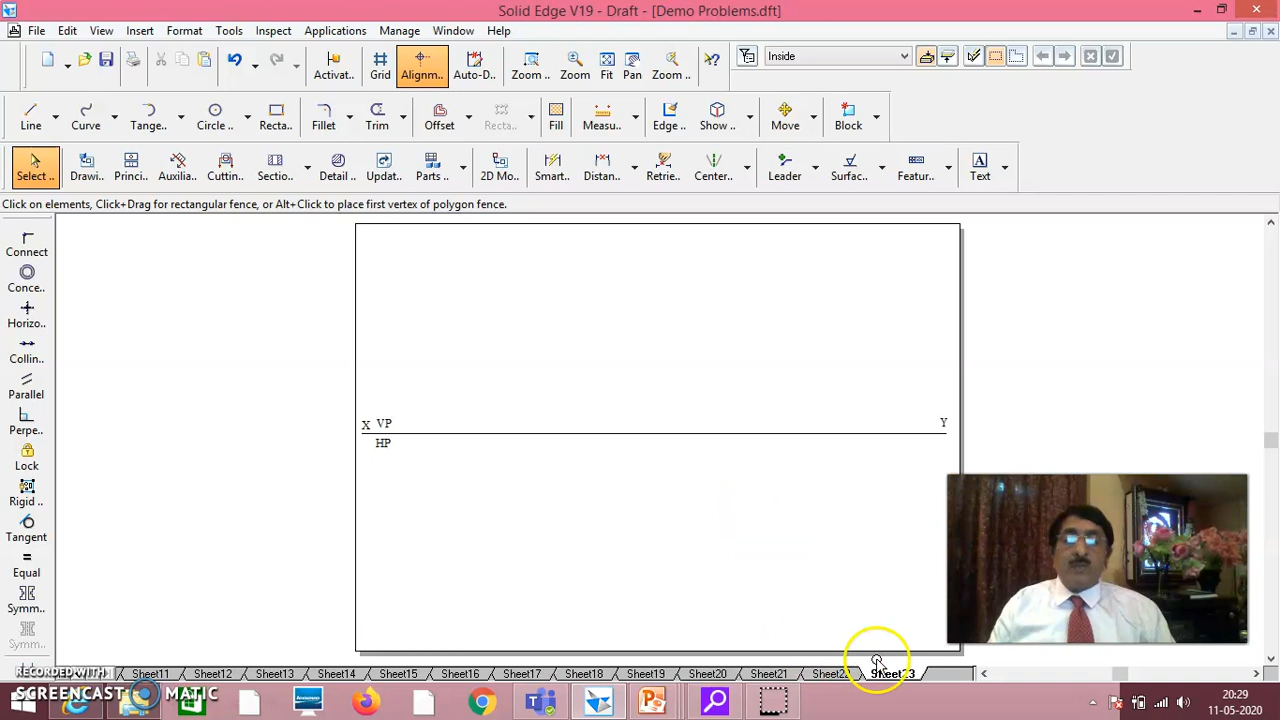 Solid Edge V19 - Draft - [Demo Problems.dft]
File Edit View Insert Format Tools Inspect Applications Manage Window Help
Activat.. Grid Alignm.. Auto-D.. Zoom .. Zoom Fit Pan Zoom .. Inside
Line Curve Tange.. Circle .. Recta.. Fillet Trim Offset Recta.. Fill Measu.. Edge .. Show .. Move Block
Select .. Drawi.. Princi.. Auxilia.. Cuttin.. Sectio.. Detail .. Updat.. Parts .. 2D Mo.. Smart.. Distan.. Retrie.. Center.. Leader Surfac.. Featur.. Text
Click on elements, Click+Drag for rectangular fence, or Alt+Click to place first vertex of polygon fence.
Connect
Conce..
Horizo..
Collin..
Parallel
Perpe..
Lock
Rigid ..
Tangent
Equal
Symm..
Symm..
X VP Y
HP
Sheet11 Sheet12 Sheet13 Sheet14 Sheet15 Sheet16 Sheet17 Sheet18 Sheet19 Sheet20 Sheet21
RECORDED WITH
SCREENCAST MATIC
20:29
11-05-2020